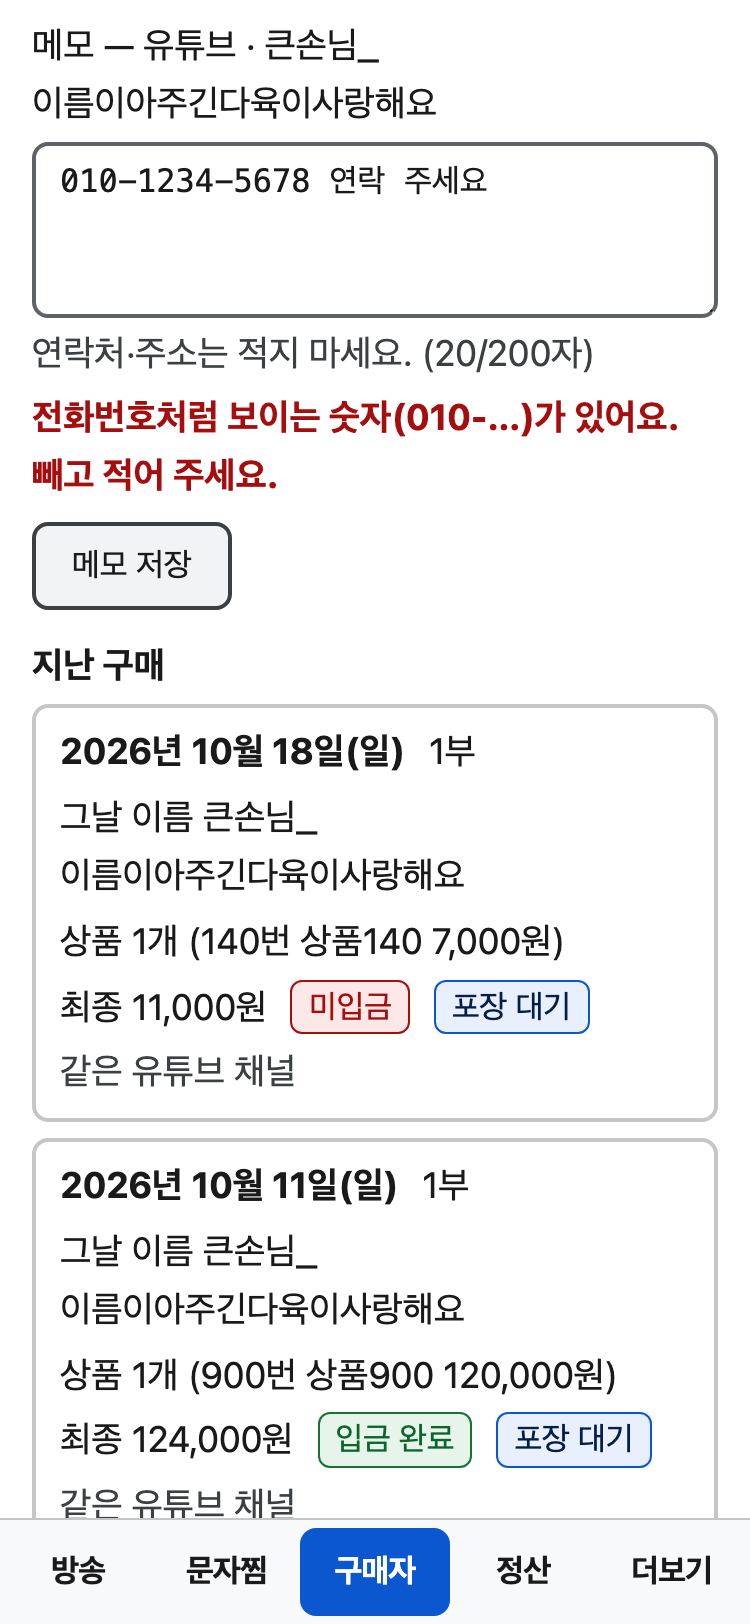 메모 — 유튜브 · 큰손님_
이름이아주긴다육이사랑해요
010-1234-5678 연락 주세요
연락처·주소는 적지 마세요. (20/200자)
전화번호처럼 보이는 숫자(010-…)가 있어요.
빼고 적어 주세요.
메모 저장
지난 구매
2026년 10월 18일(일) 1부
그날 이름 큰손님_
이름이아주긴다육이사랑해요
상품 1개 (140번 상품140 7,000원)
최종 11,000원 미입금 포장 대기
같은 유튜브 채널
2026년 10월 11일(일) 1부
그날 이름 큰손님_
이름이아주긴다육이사랑해요
상품 1개 (900번 상품900 120,000원)
최종 124,000원 입금 완료 포장 대기
같은 유튜브 채널
방송 문자찜 구매자 정산 더보기